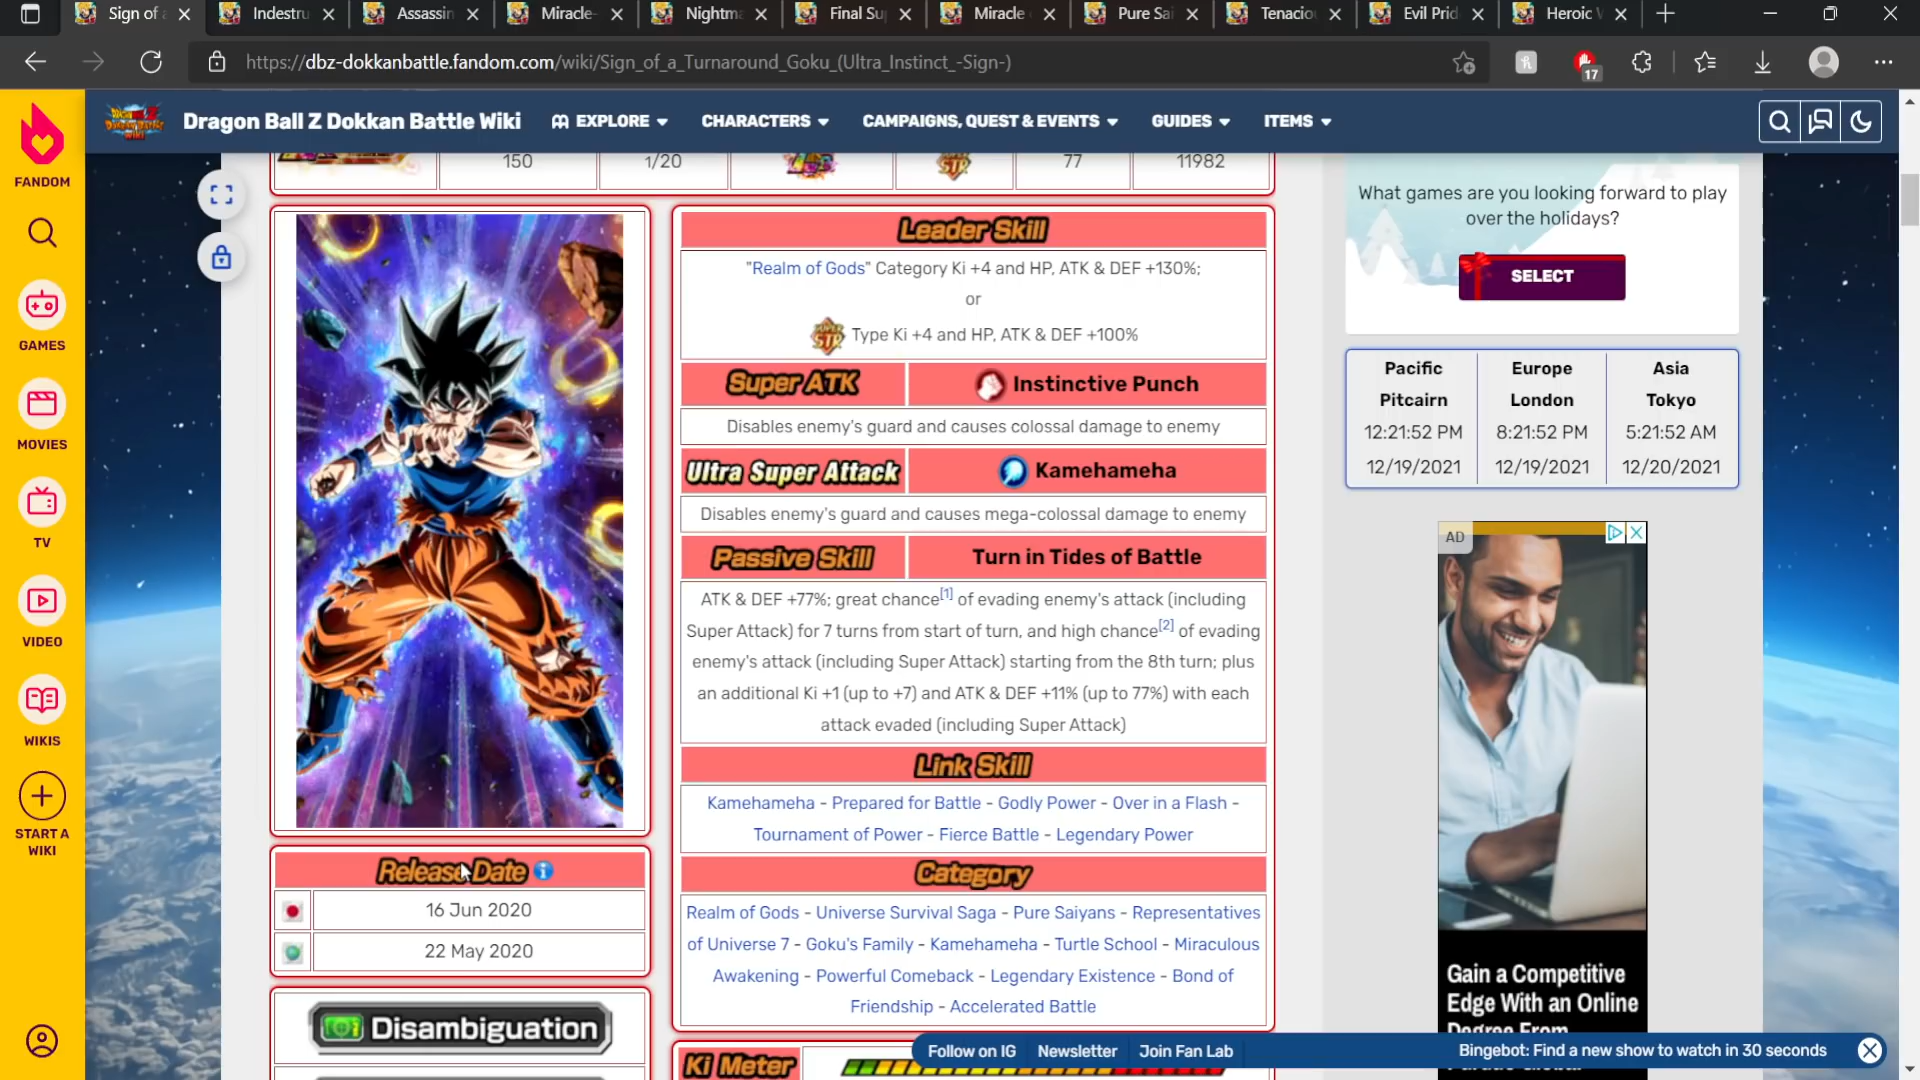 Sign of a
Indestru
Assassin
Miracle-
Nightma
Final Su
Miracle
Pure Sai
Tenaciou
Evil Prid
Heroic
https://dbz-dokkanbattle.fandom.com/wiki/Sign_of_a_Turnaround_Goku_(Ultra_Instinct_-Sign-)
17
Dragon Ball Z Dokkan Battle Wiki
EXPLORE
CHARACTERS
CAMPAIGNS, QUEST & EVENTS
GUIDES
ITEMS
FANDOM
GAMES
MOVIES
TV
VIDEO
WIKIS
START A
WIKI
150
1/20
LR
SUPER STR
77
11982
Leader Skill
"Realm of Gods" Category Ki +4 and HP, ATK & DEF +130%;
or
SUPER STR Type Ki +4 and HP, ATK & DEF +100%
Super ATK
Instinctive Punch
Disables enemy's guard and causes colossal damage to enemy
Ultra Super Attack
Kamehameha
Disables enemy's guard and causes mega-colossal damage to enemy
Passive Skill
Turn in Tides of Battle
ATK & DEF +77%; great chance[1] of evading enemy's attack (including
Super Attack) for 7 turns from start of turn, and high chance[2] of evading
enemy's attack (including Super Attack) starting from the 8th turn; plus
an additional Ki +1 (up to +7) and ATK & DEF +11% (up to 77%) with each
attack evaded (including Super Attack)
Link Skill
Kamehameha - Prepared for Battle - Godly Power - Over in a Flash -
Tournament of Power - Fierce Battle - Legendary Power
Category
Realm of Gods - Universe Survival Saga - Pure Saiyans - Representatives
of Universe 7 - Goku's Family - Kamehameha - Turtle School - Miraculous
Awakening - Powerful Comeback - Legendary Existence - Bond of
Friendship - Accelerated Battle
Ki Meter
Release Date
16 Jun 2020
22 May 2020
Disambiguation
What games are you looking forward to play
over the holidays?
SELECT
Pacific
Pitcairn
12:21:52 PM
12/19/2021
Europe
London
8:21:52 PM
12/19/2021
Asia
Tokyo
5:21:52 AM
12/20/2021
AD
Gain a Competitive
Edge With an Online
Degree From
Follow on IG
Newsletter
Join Fan Lab
Bingebot: Find a new show to watch in 30 seconds